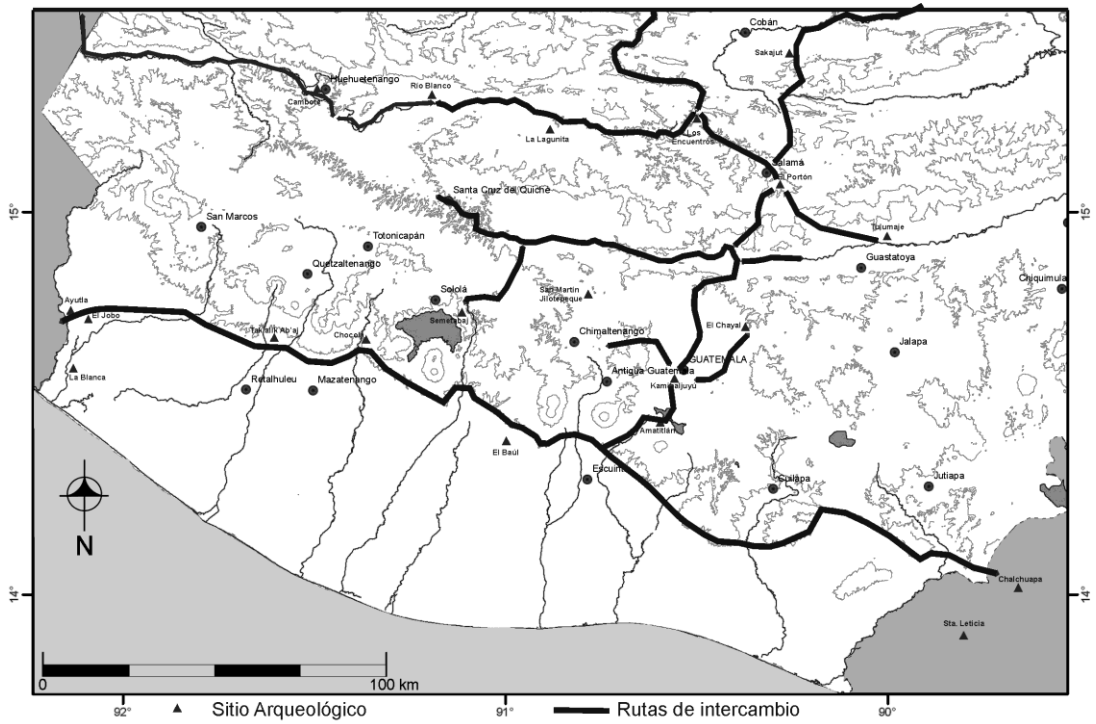 Cobán
Sakajut
Huehuetenango
Cambote
Río Blanco
La Lagunita
Los
Encuentros
Salamá
El Portón
Santa Cruz del Quiché
15°
15°
San Marcos
Totonicapán
Tulumaje
Quetzaltenango
Guastatoya
Chiquimula
Sololá
San Martín
Jilotepeque
Ayutla
El Jobo
Semetabaj
Tak'alik Ab'aj
Chocolá
Chimaltenango
El Chayal
Jalapa
GUATEMALA
La Blanca
Antigua Guatemala
Kaminaljuyú
Retalhuleu
Mazatenango
Amatitlán
El Baúl
Escuintla
Cuilapa
Jutiapa
N
Chalchuapa
14°
14°
Sta. Leticia
0
100 km
92°
91°
90°
Sitio Arqueológico
Rutas de intercambio